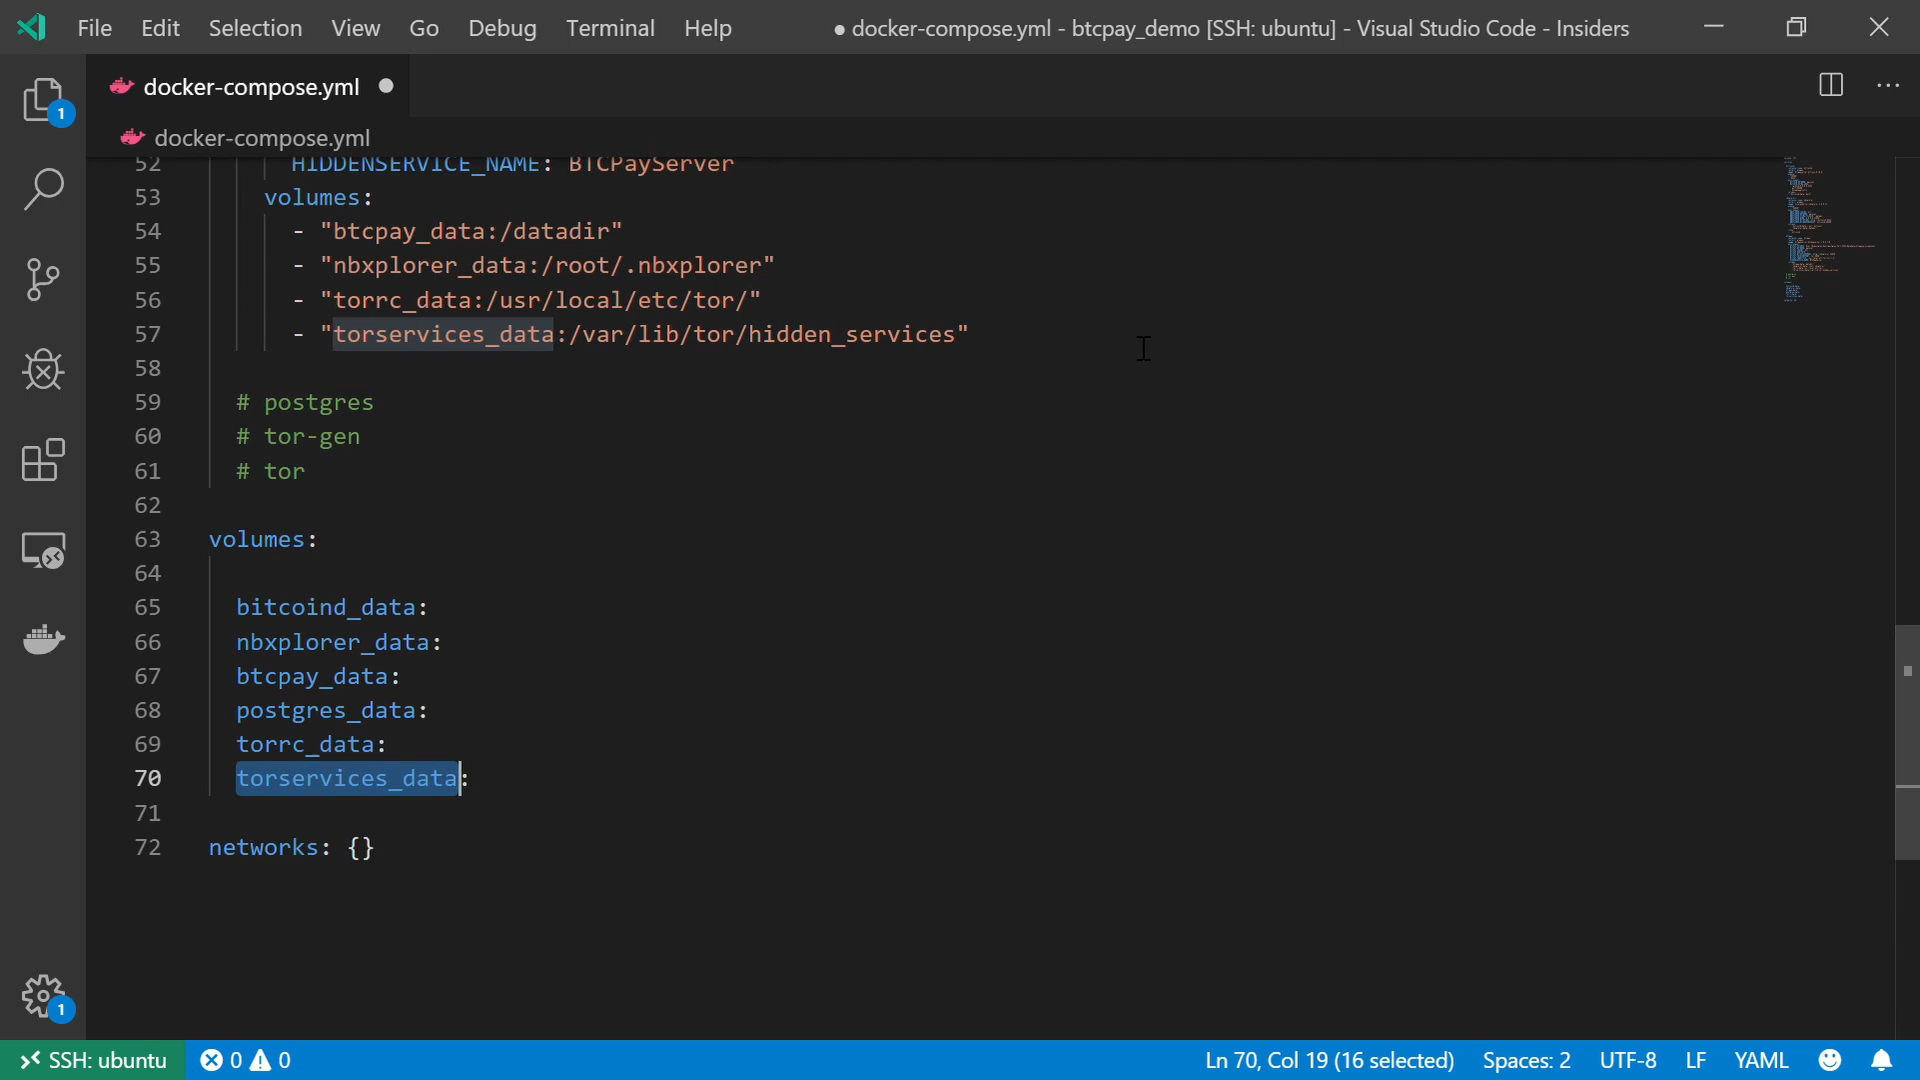 File Edit Selection View Go Debug Terminal Help ● docker-compose.yml - btcpay_demo [SSH: ubuntu] - Visual Studio Code - Insiders
docker-compose.yml
1
docker-compose.yml
52 HIDDENSERVICE_NAME: BTCPayServer
53 volumes:
54 - "btcpay_data:/datadir"
55 - "nbxplorer_data:/root/.nbxplorer"
56 - "torrc_data:/usr/local/etc/tor/"
57 - "torservices_data:/var/lib/tor/hidden_services"
58
59 # postgres
60 # tor-gen
61 # tor
62
63 volumes:
64
65 bitcoind_data:
66 nbxplorer_data:
67 btcpay_data:
68 postgres_data:
69 torrc_data:
70 torservices_data:
71
72 networks: {}
1
SSH: ubuntu 0 0 Ln 70, Col 19 (16 selected) Spaces: 2 UTF-8 LF YAML